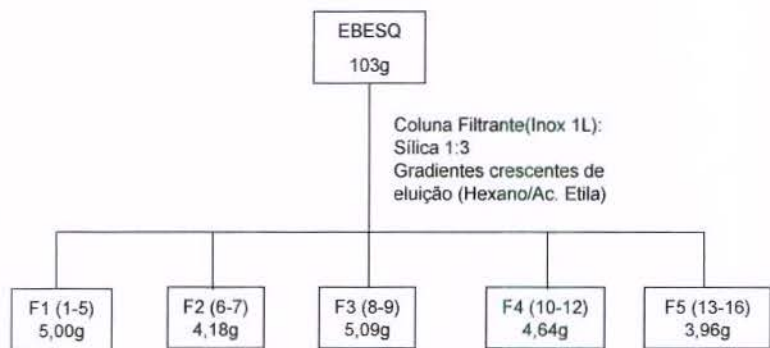 EBESQ
103g
Coluna Filtrante(Inox 1L):
Sílica 1:3
Gradientes crescentes de
eluição (Hexano/Ac. Etila)
F1 (1-5)
5,00g
F2 (6-7)
4,18g
F3 (8-9)
5,09g
F4 (10-12)
4,64g
F5 (13-16)
3,96g